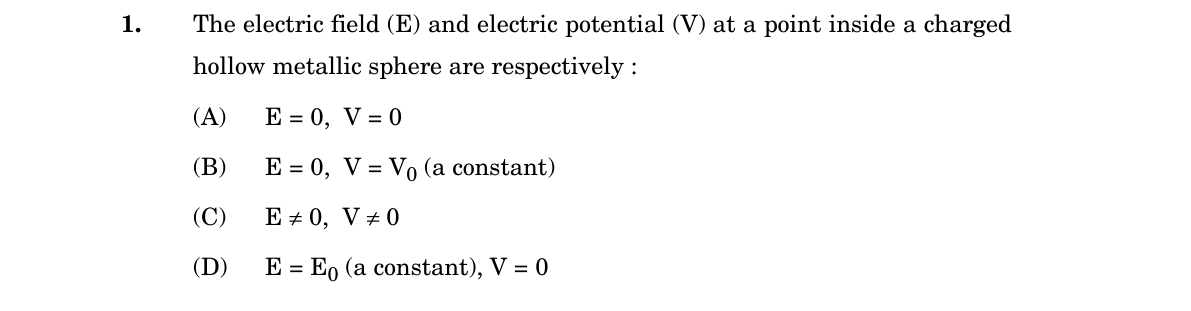 1. The electric field (E) and electric potential (V) at a point inside a charged
hollow metallic sphere are respectively :
(A) E = 0, V = 0
(B) E = 0, V = V₀ (a constant)
(C) E ≠ 0, V ≠ 0
(D) E = E₀ (a constant), V = 0